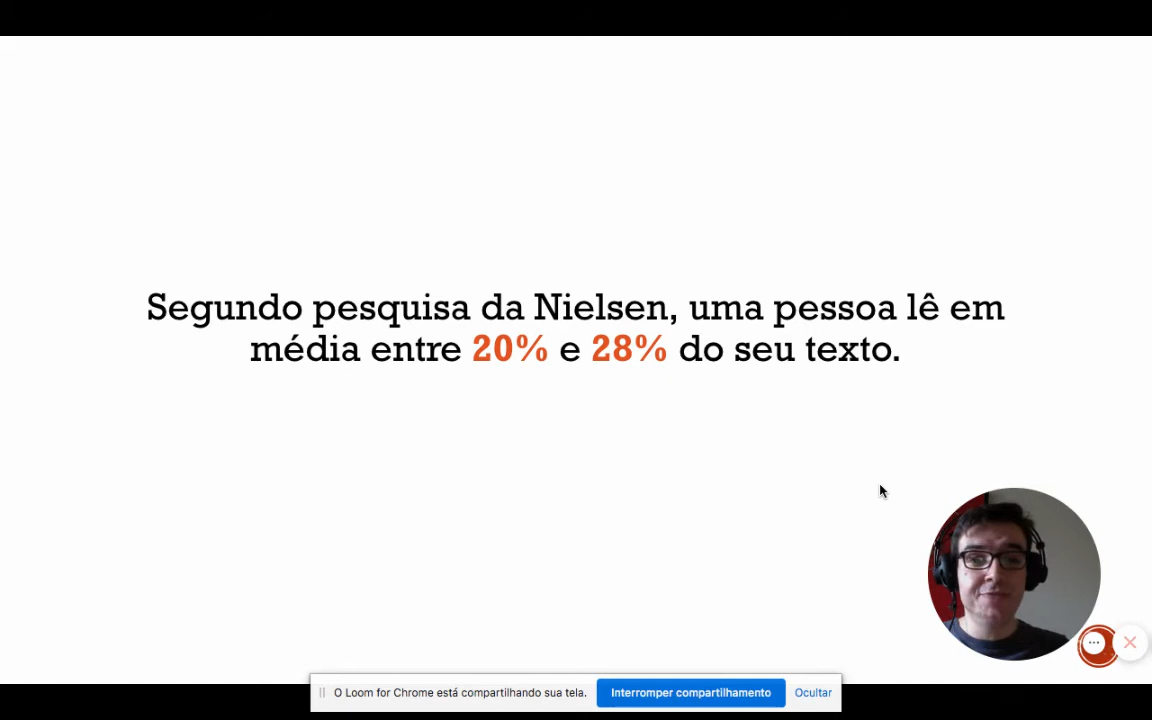 Segundo pesquisa da Nielsen, uma pessoa lê em
média entre 20% e 28% do seu texto.
O Loom for Chrome está compartilhando sua tela.
Interromper compartilhamento
Ocultar